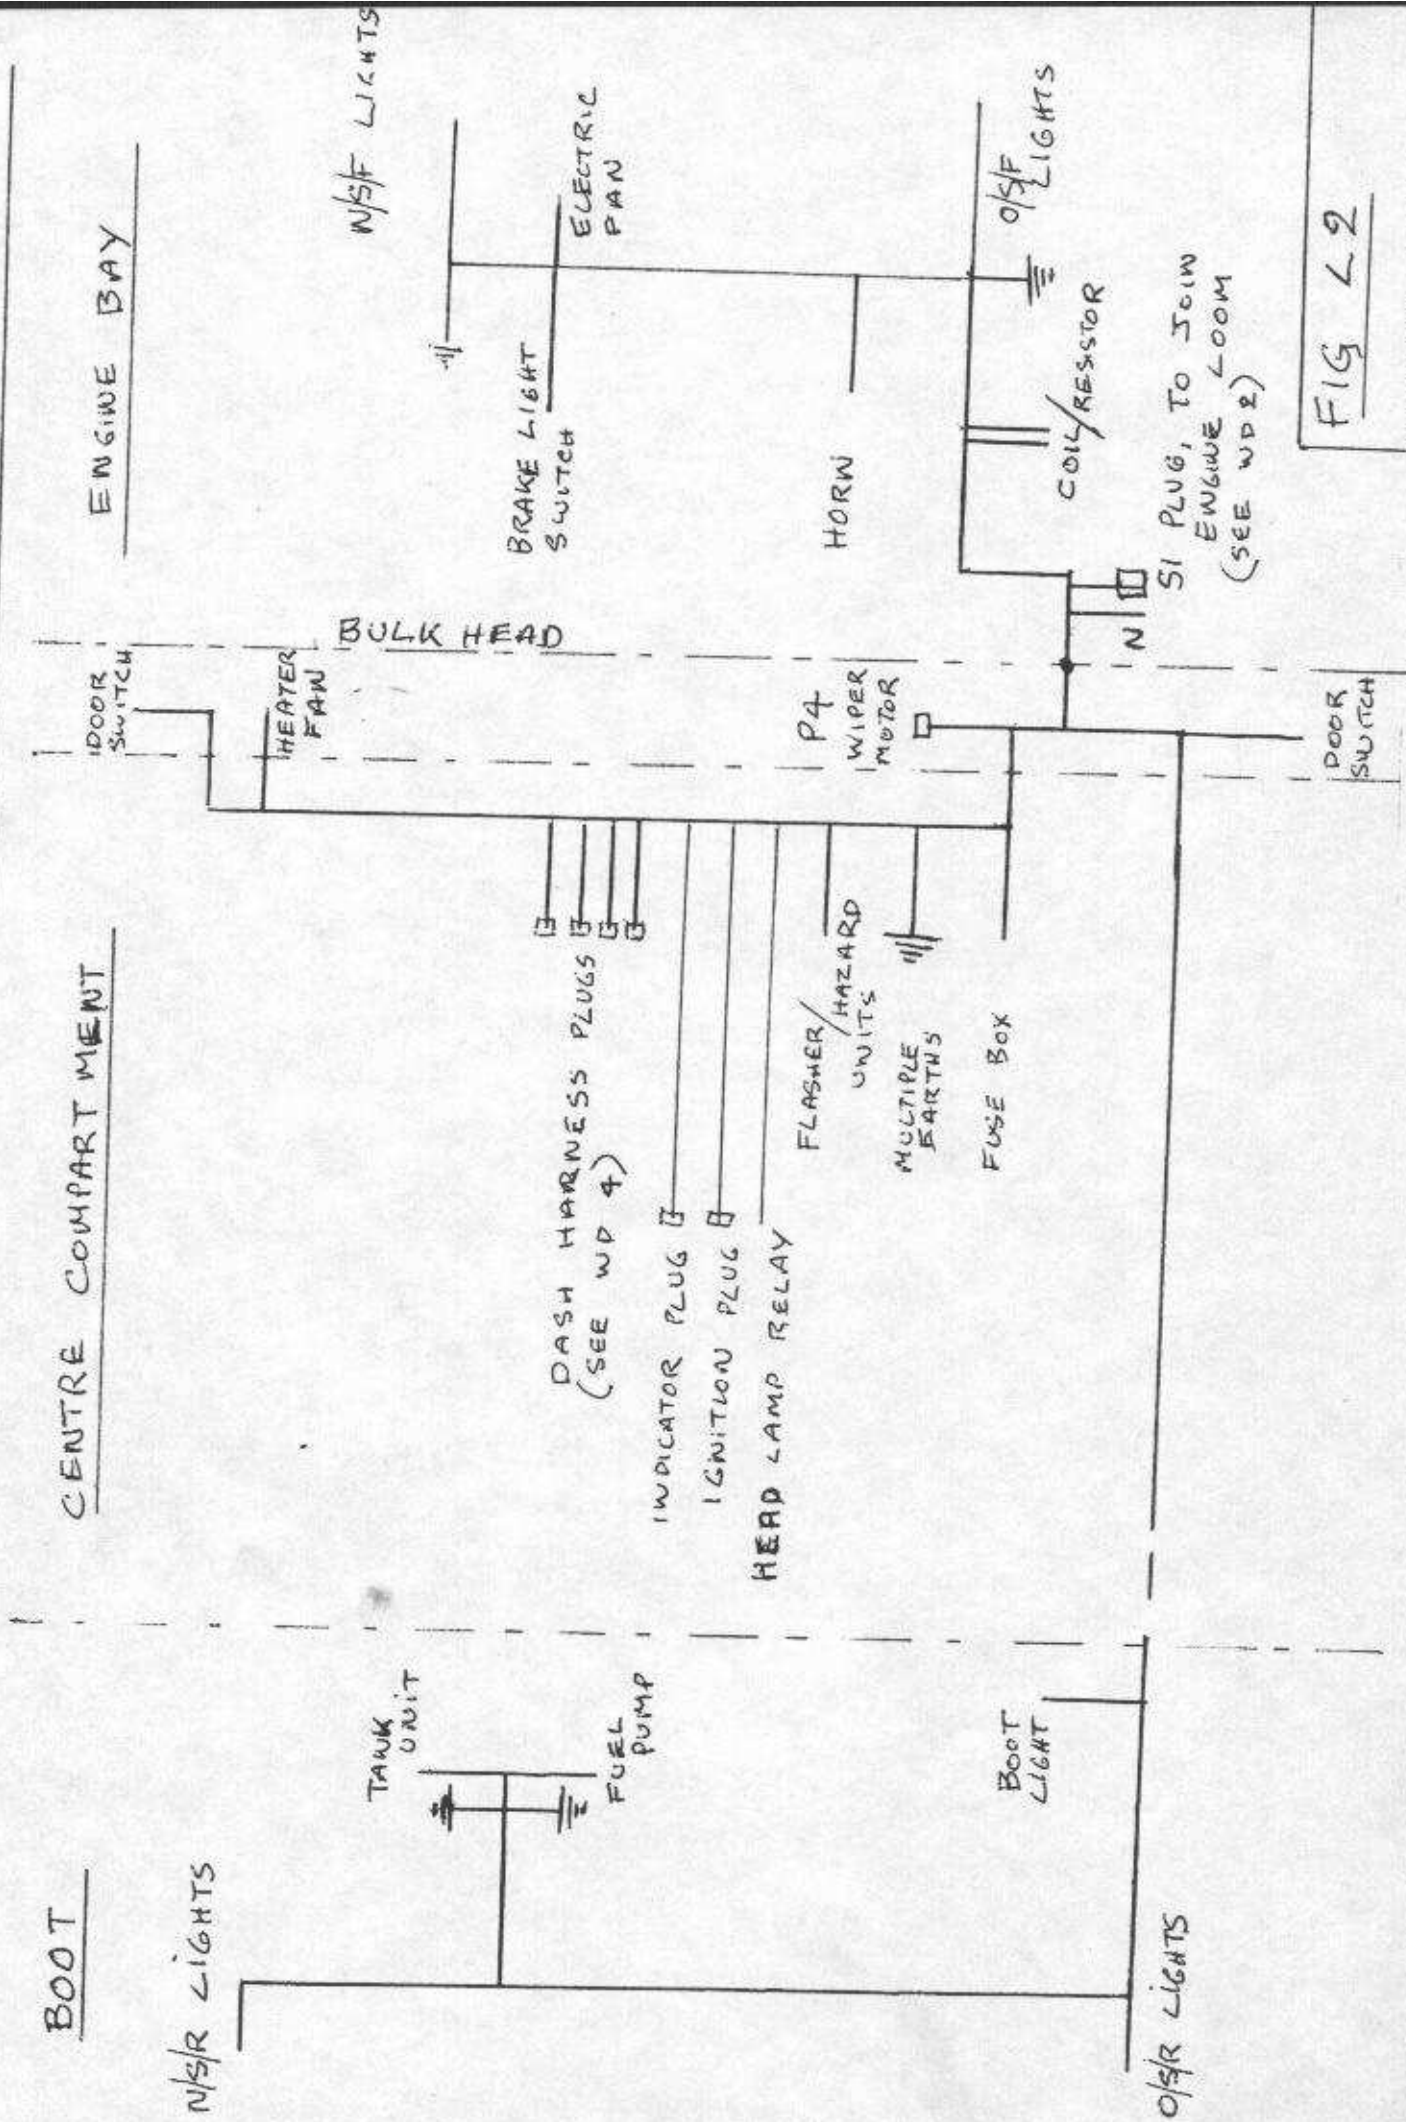 BOOT
N/S/R LIGHTS
TANK
UNIT
FUEL
PUMP
BOOT
LIGHT
O/S/R LIGHTS
CENTRE COMPARTMENT
DASH HARNESS PLUGS
(SEE WD 4)
INDICATOR PLUG
IGNITION PLUG
HEAD LAMP RELAY
FLASHER/HAZARD
UNITS
MULTIPLE
EARTHS
FUSE BOX
DOOR
SWITCH
HEATER
FAN
BULK HEAD
P4
WIPER
MOTOR
DOOR
SWITCH
ENGINE BAY
N/S/F LIGHTS
BRAKE LIGHT
SWITCH
ELECTRIC
FAN
HORN
O/S/F
LIGHTS
COIL/RESISTOR
N
S1 PLUG, TO JOIN
ENGINE LOOM
(SEE WD2)
FIG L2